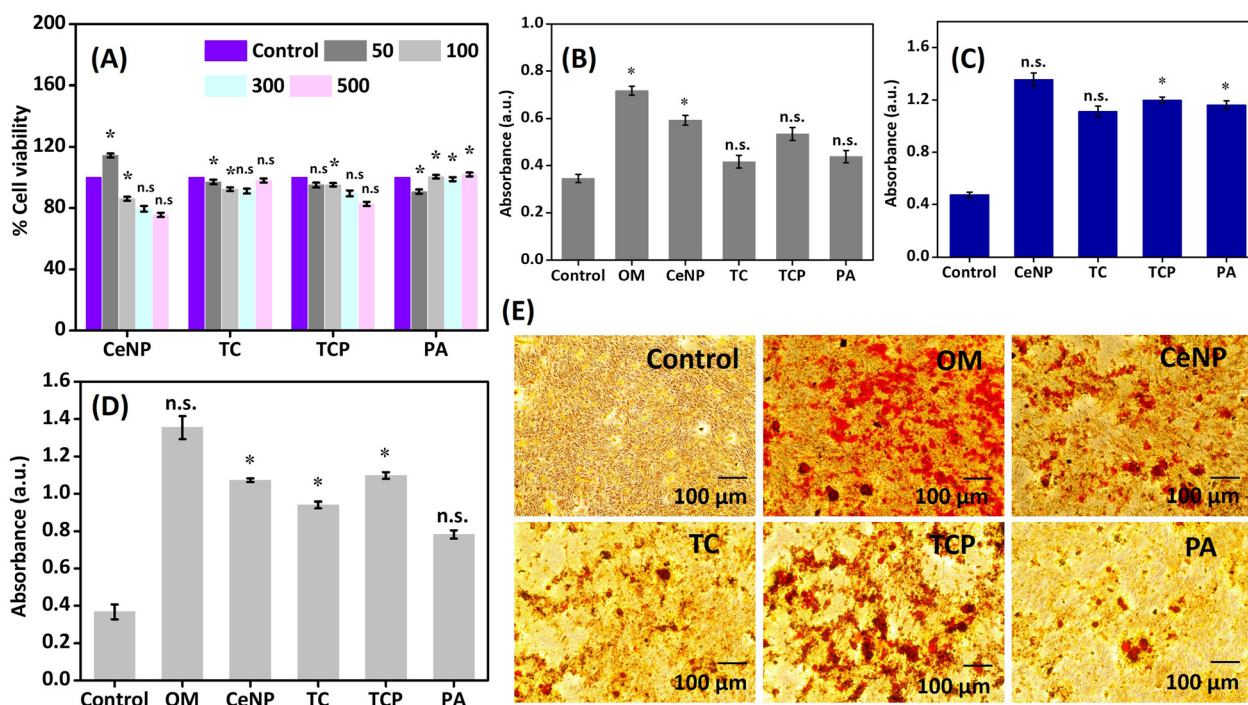 (A)
Control 50 100
300 500
200
160
120
80
40
0
% Cell viability
* * n.s n.s
* * n.s n.s
n.s * n.s n.s
* * * *
CeNP TC TCP PA
(B)
1.0
0.8
0.6
0.4
0.2
0.0
Absorbance (a.u.)
* * n.s. n.s. n.s.
Control OM CeNP TC TCP PA
(C)
1.6
1.2
0.8
0.4
0.0
Absorbance (a.u.)
n.s. n.s. * *
Control CeNP TC TCP PA
(D)
1.6
1.4
1.2
1.0
0.8
0.6
0.4
0.2
0.0
Absorbance (a.u.)
n.s. * * * n.s.
Control OM CeNP TC TCP PA
(E)
Control
100 µm
OM
100 µm
CeNP
100 µm
TC
100 µm
TCP
100 µm
PA
100 µm